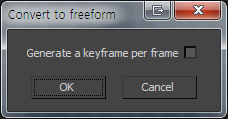 Convert to freeform
Generate a keyframe per frame
OK
Cancel